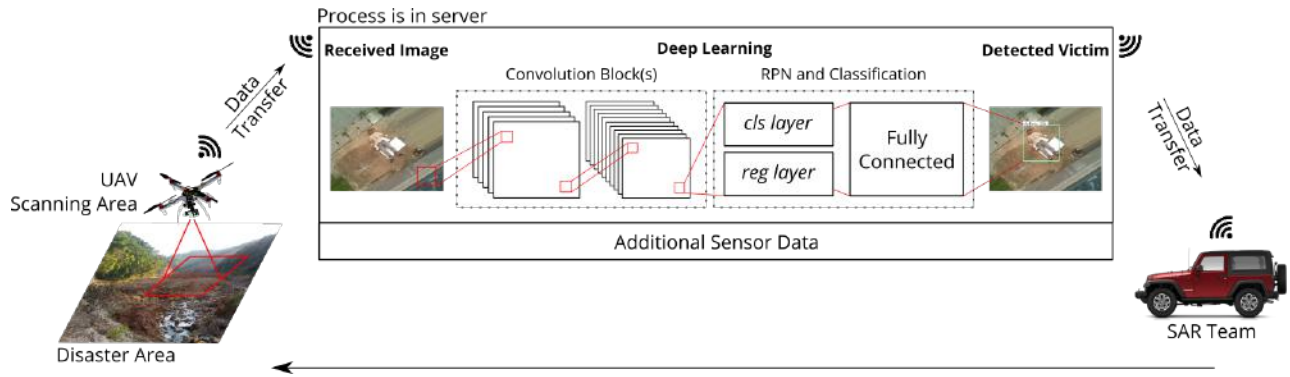 Process is in server
Received Image
Deep Learning
Detected Victim
Convolution Block(s)
RPN and Classification
cls layer
reg layer
Fully
Connected
Additional Sensor Data
Data
Transfer
UAV
Scanning Area
Disaster Area
Data
Transfer
SAR Team